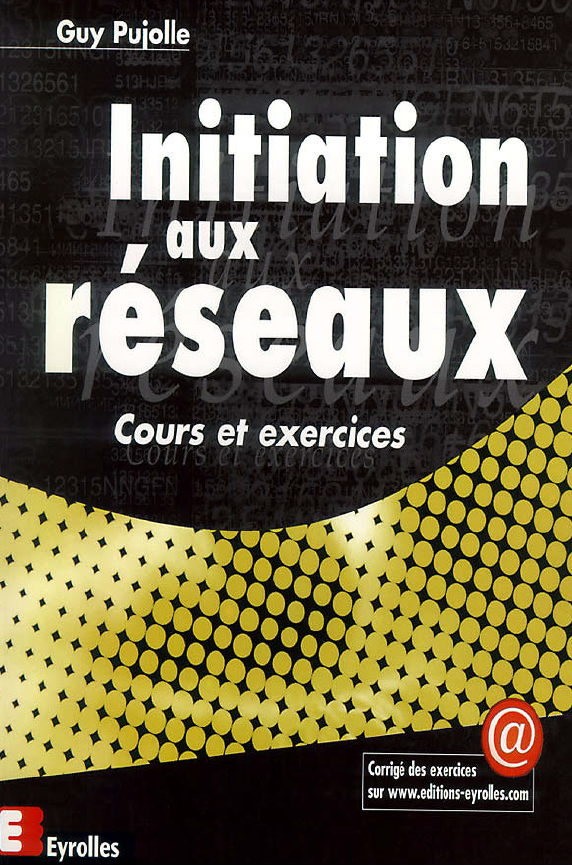 Guy Pujolle
Initiation
aux
réseaux
Cours et exercices
@
Corrigé des exercices
sur www.editions-eyrolles.com
E
Eyrolles